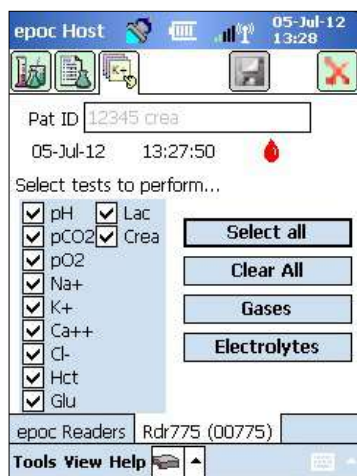 epoc Host 05-Jul-12
13:28
K+
Pat ID 12345 crea
05-Jul-12 13:27:50
Select tests to perform...
pH Lac
pCO2 Crea
pO2
Na+
K+
Ca++
Cl-
Hct
Glu
Select all
Clear All
Gases
Electrolytes
epoc Readers Rdr775 (00775)
Tools View Help